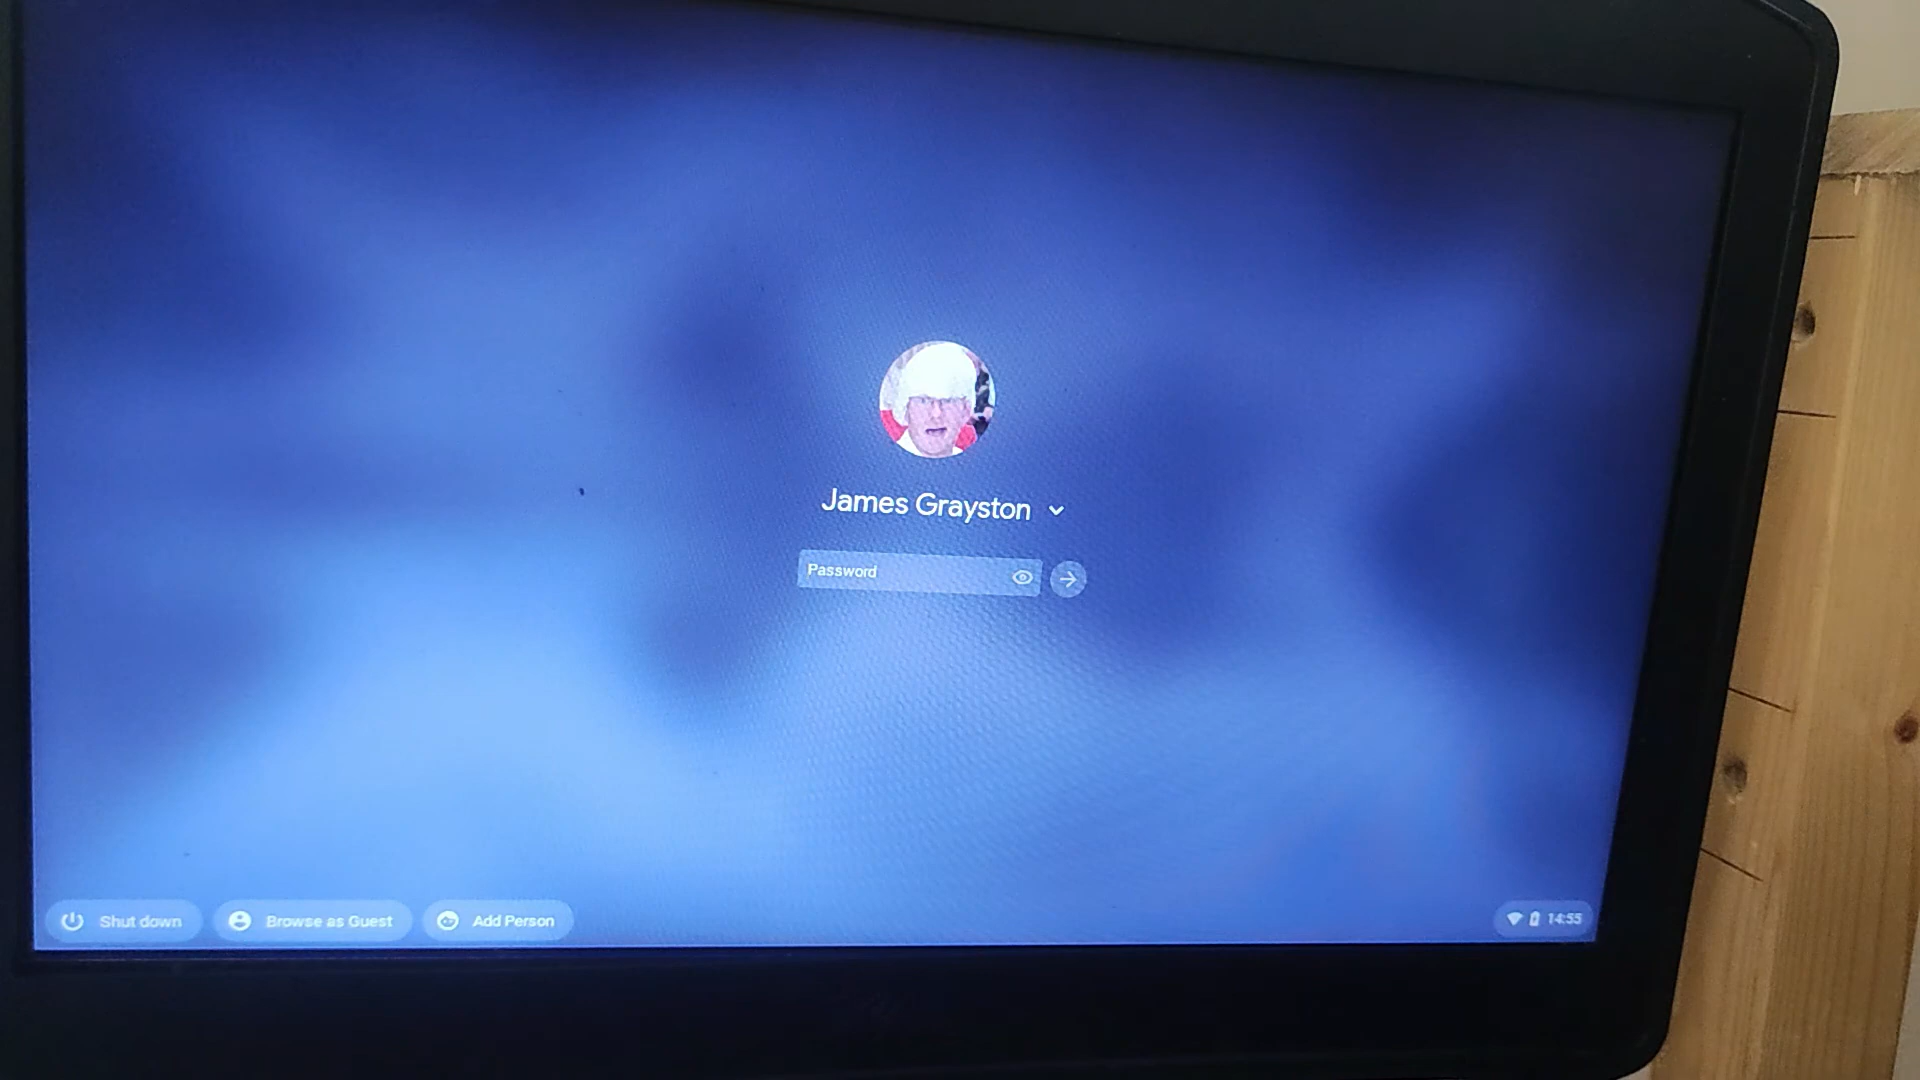 James Grayston
Password
Shut down
Browse as Guest
Add Person
14:55